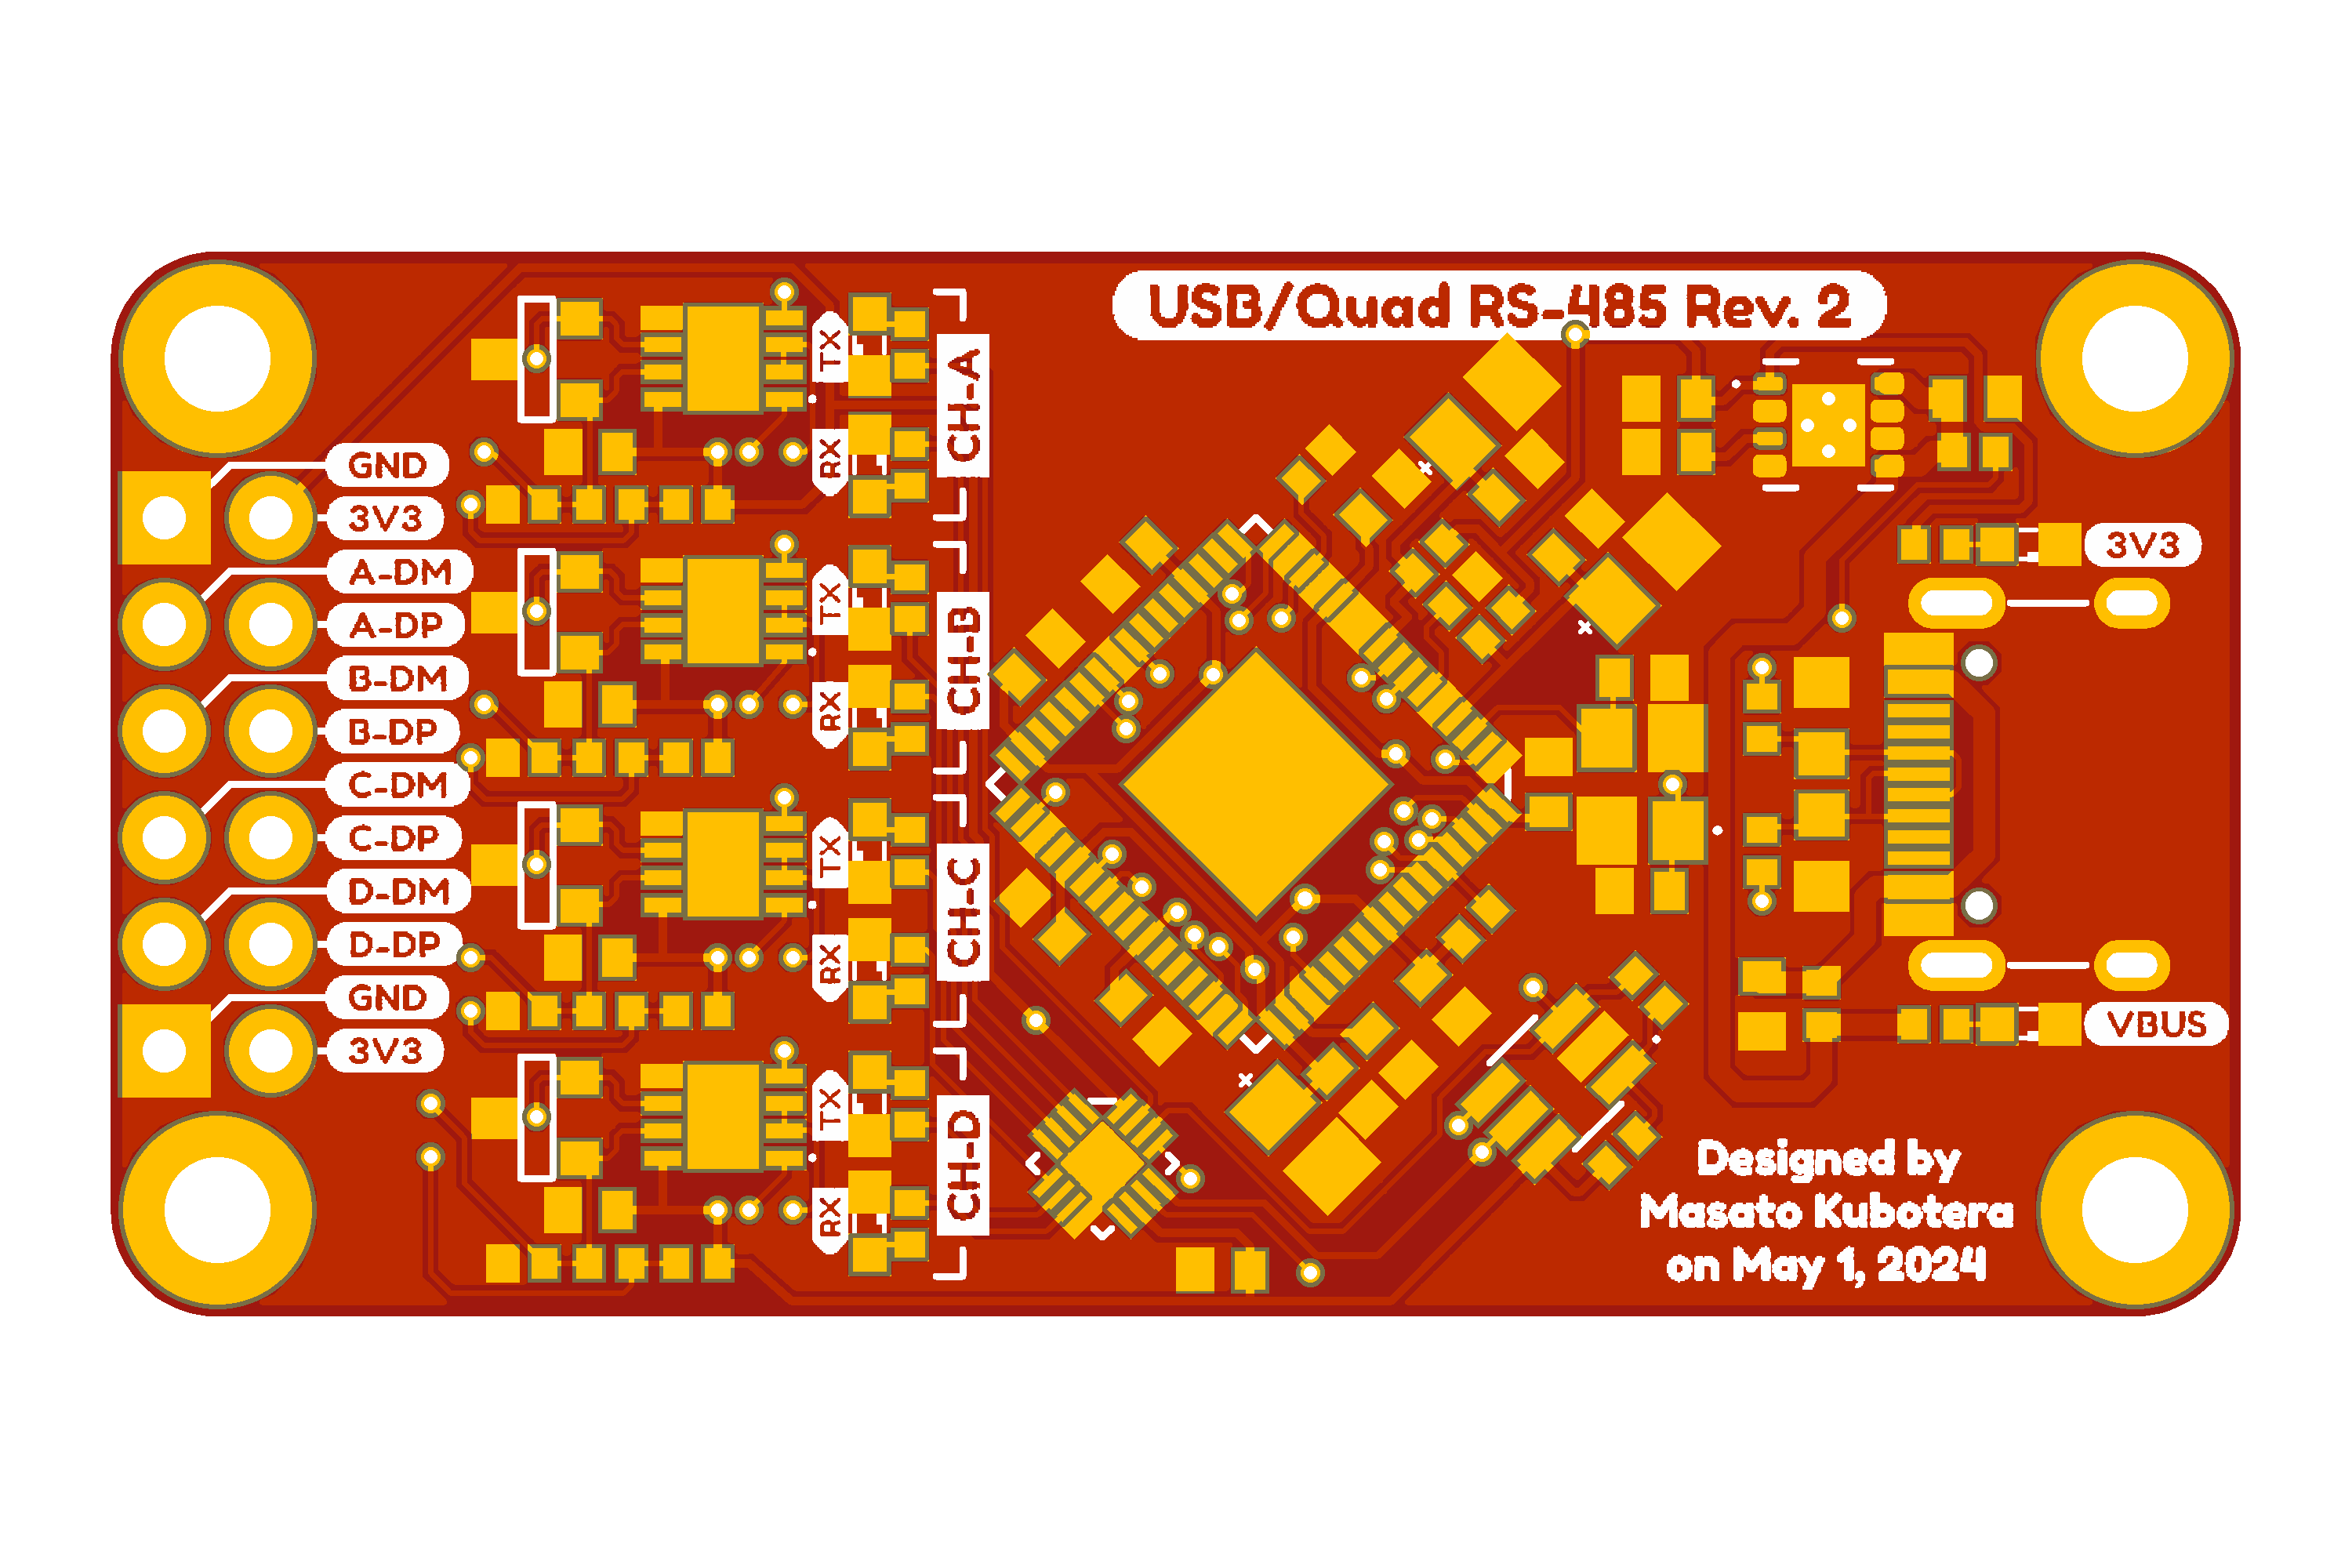 USB/Quad RS-485 Rev. 2
GND
3V3
A-DM
A-DP
B-DM
B-DP
C-DM
C-DP
D-DM
D-DP
GND
3V3
TX
RX
CH-A
TX
RX
CH-B
TX
RX
CH-C
TX
RX
CH-D
3V3
VBUS
Designed by
Masato Kubotera
on May 1, 2024